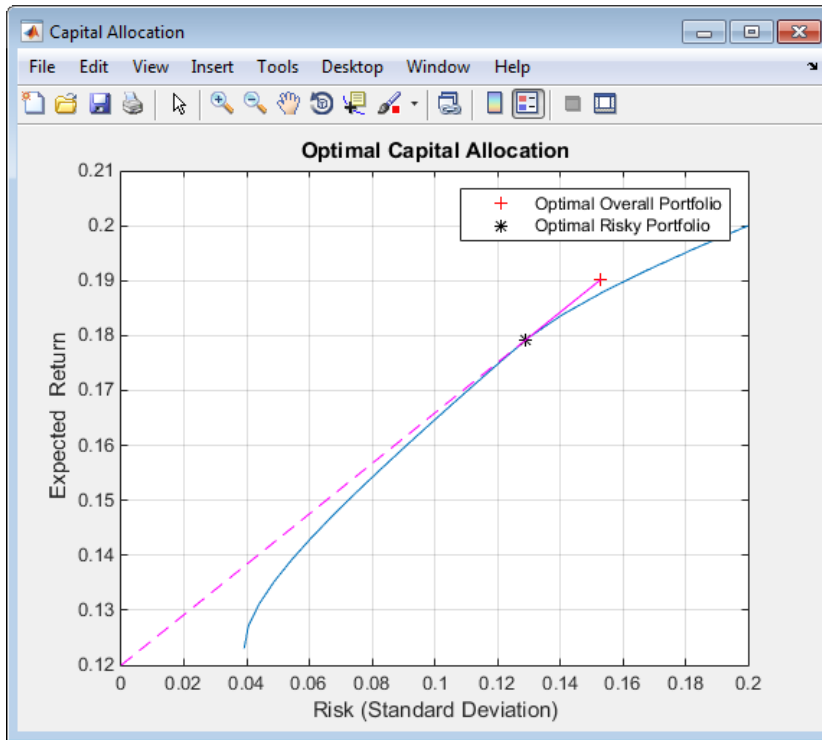 Capital Allocation
File Edit View Insert Tools Desktop Window Help
Optimal Capital Allocation
Optimal Overall Portfolio
Optimal Risky Portfolio
Expected Return
0.21
0.2
0.19
0.18
0.17
0.16
0.15
0.14
0.13
0.12
0 0.02 0.04 0.06 0.08 0.1 0.12 0.14 0.16 0.18 0.2
Risk (Standard Deviation)